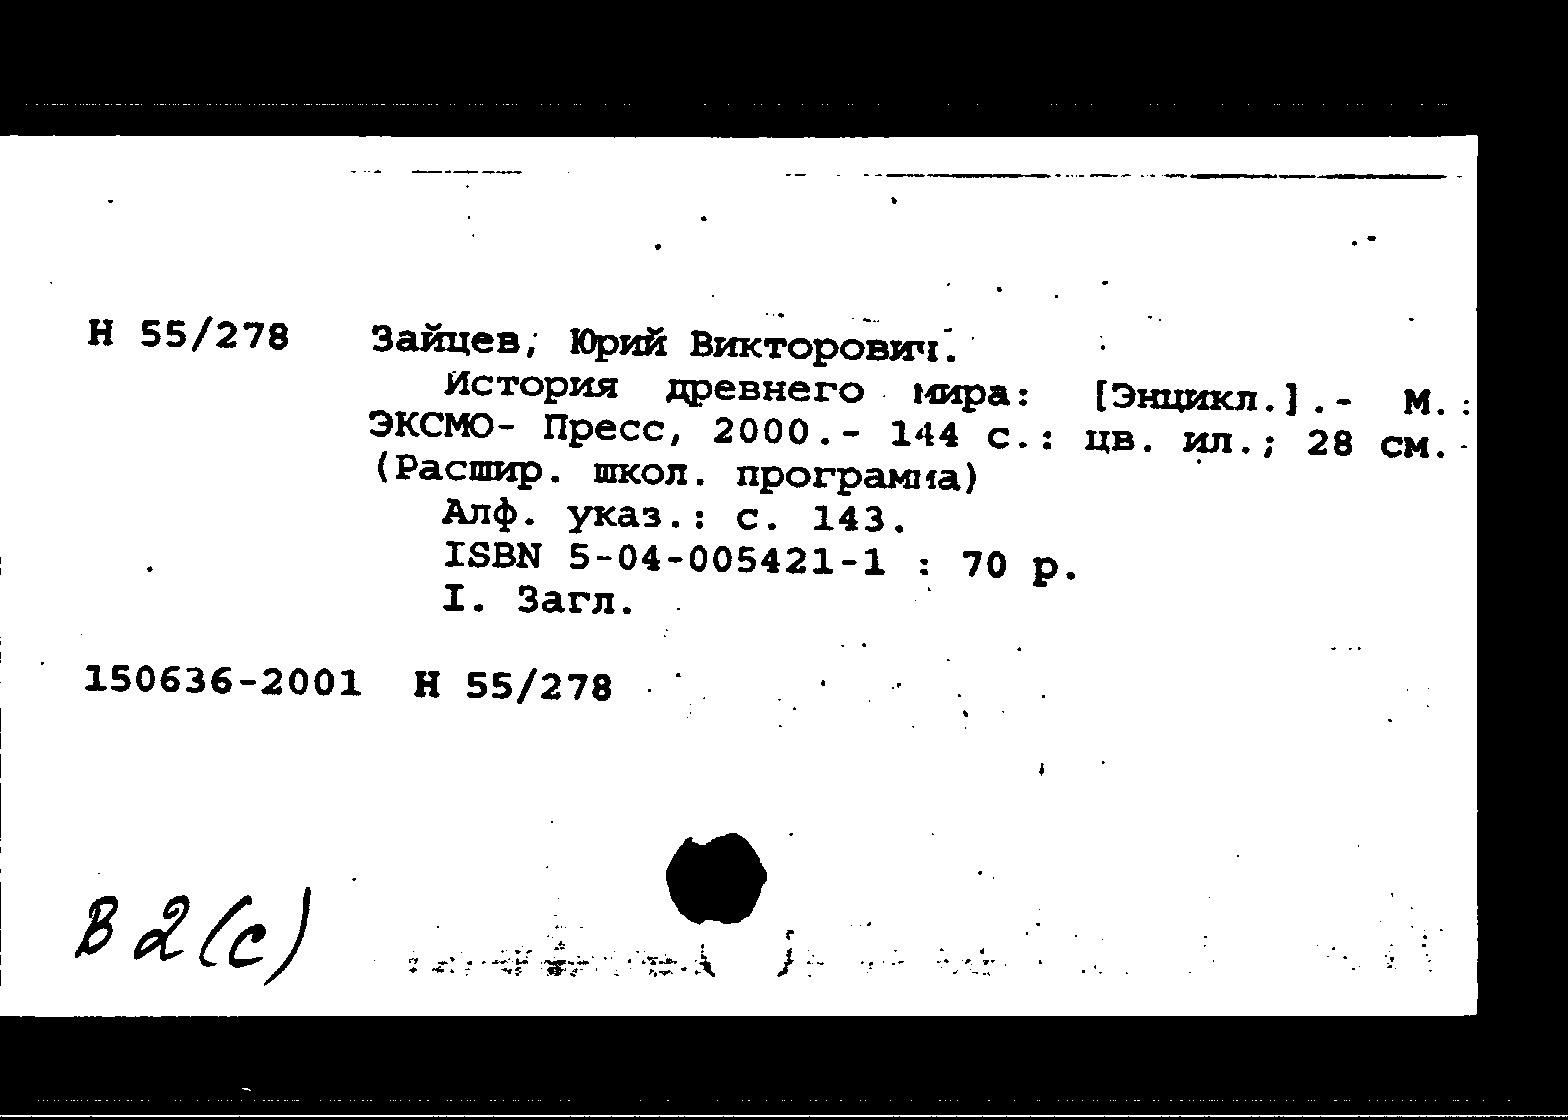 Н 55/278 Зайцев, Юрий Викторович.
История древнего мира: [Энцикл.].- М.:
ЭКСМО- Пресс, 2000.- 144 с.: цв. ил.; 28 см.-
(Расшир. школ. программа)
Алф. указ.: с. 143.
ISBN 5-04-005421-1 : 70 р.
I. Загл.
150636-2001 Н 55/278
В 2(с)